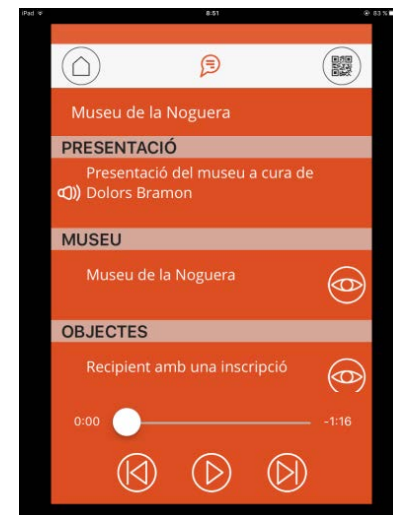 iPad 8:51 83 %
Museu de la Noguera
PRESENTACIÓ
Presentació del museu a cura de
Dolors Bramon
MUSEU
Museu de la Noguera
OBJECTES
Recipient amb una inscripció
0:00 -1:16